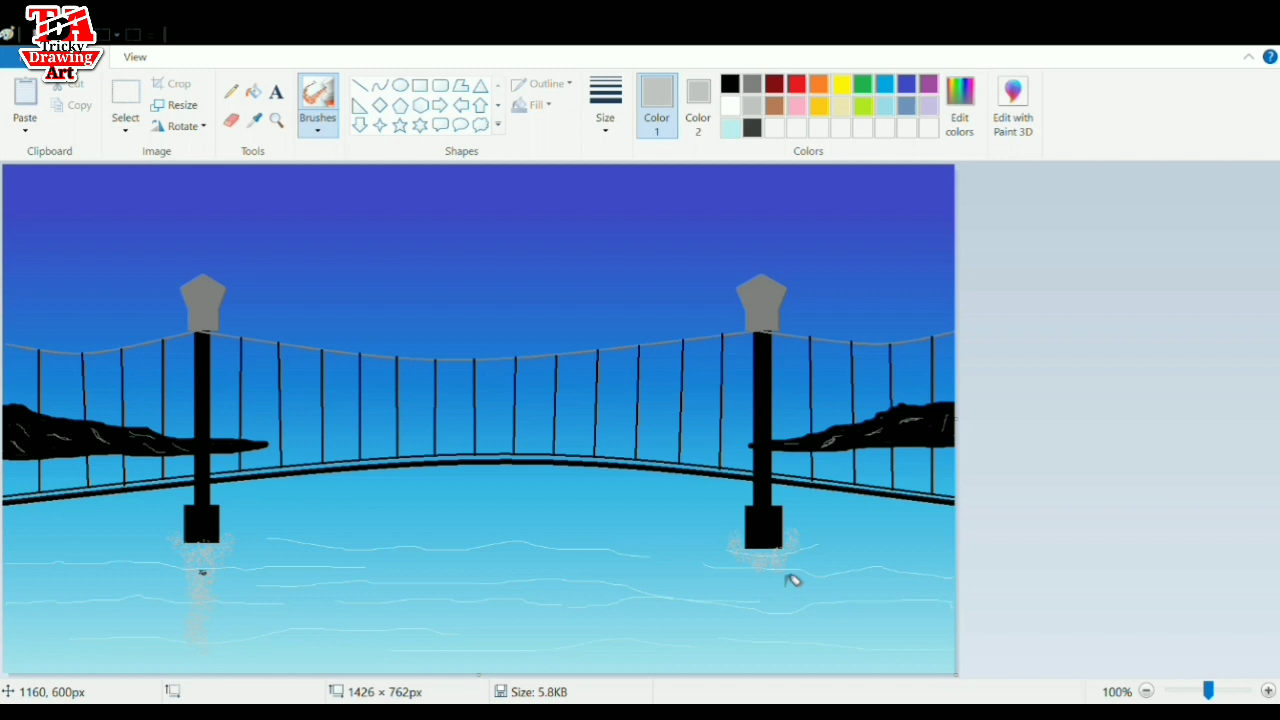 TA
Tricky
Drawing
Art
View
Paste
Cut
Copy
Clipboard
Select
Crop
Resize
Rotate
Image
Tools
Brushes
Outline
Fill
Shapes
Size
Color
1
Color
2
Edit
colors
Colors
Edit with
Paint 3D
1160, 600px
1426 × 762px
Size: 5.8KB
100%